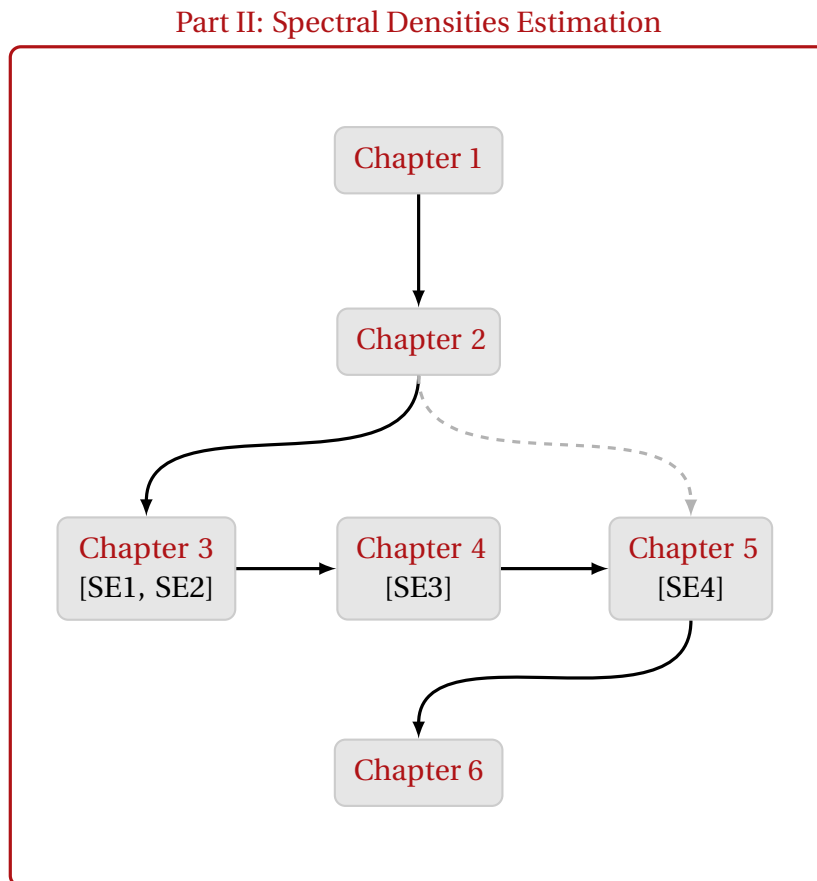 Part II: Spectral Densities Estimation
Chapter 1
Chapter 2
Chapter 3
[SE1, SE2]
Chapter 4
[SE3]
Chapter 5
[SE4]
Chapter 6